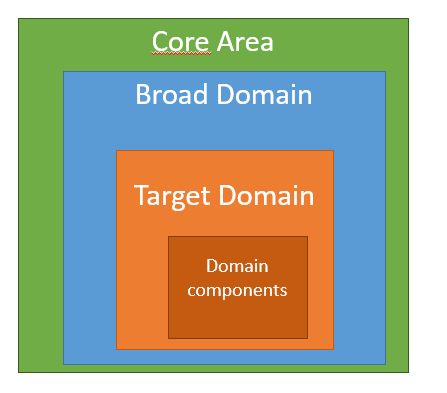 Core Area
Broad Domain
Target Domain
Domain
components